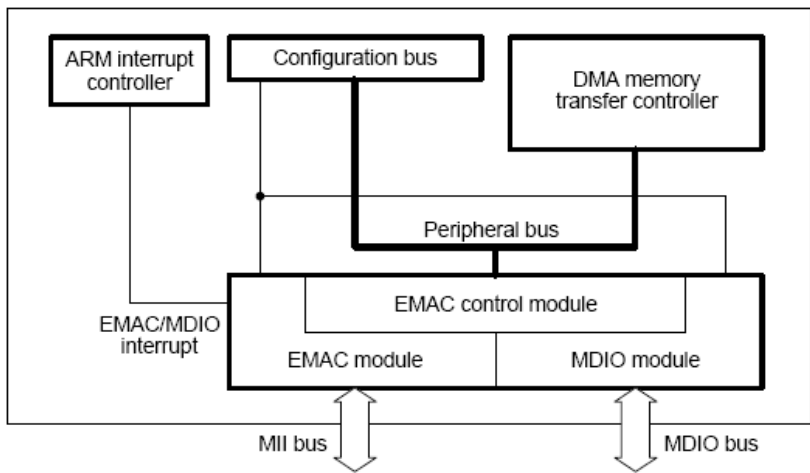 ARM interrupt
controller
Configuration bus
DMA memory
transfer controller
Peripheral bus
EMAC control module
EMAC/MDIO
interrupt
EMAC module
MDIO module
MII bus
MDIO bus